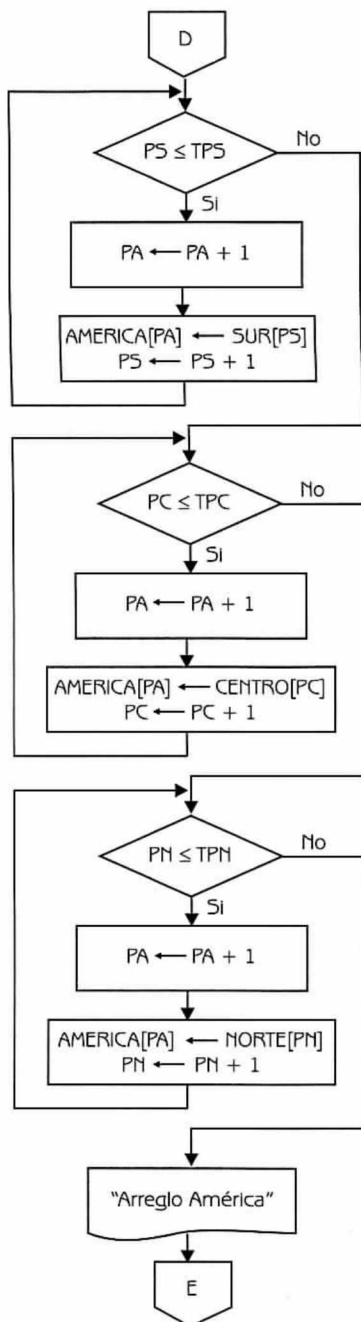 D
PS ≤ TPS
No
Si
PA ← PA + 1
AMERICA[PA] ← SUR[PS]
PS ← PS + 1
PC ≤ TPC
No
Si
PA ← PA + 1
AMERICA[PA] ← CENTRO[PC]
PC ← PC + 1
PN ≤ TPN
No
Si
PA ← PA + 1
AMERICA[PA] ← NORTE[PN]
PN ← PN + 1
“Arreglo América”
E